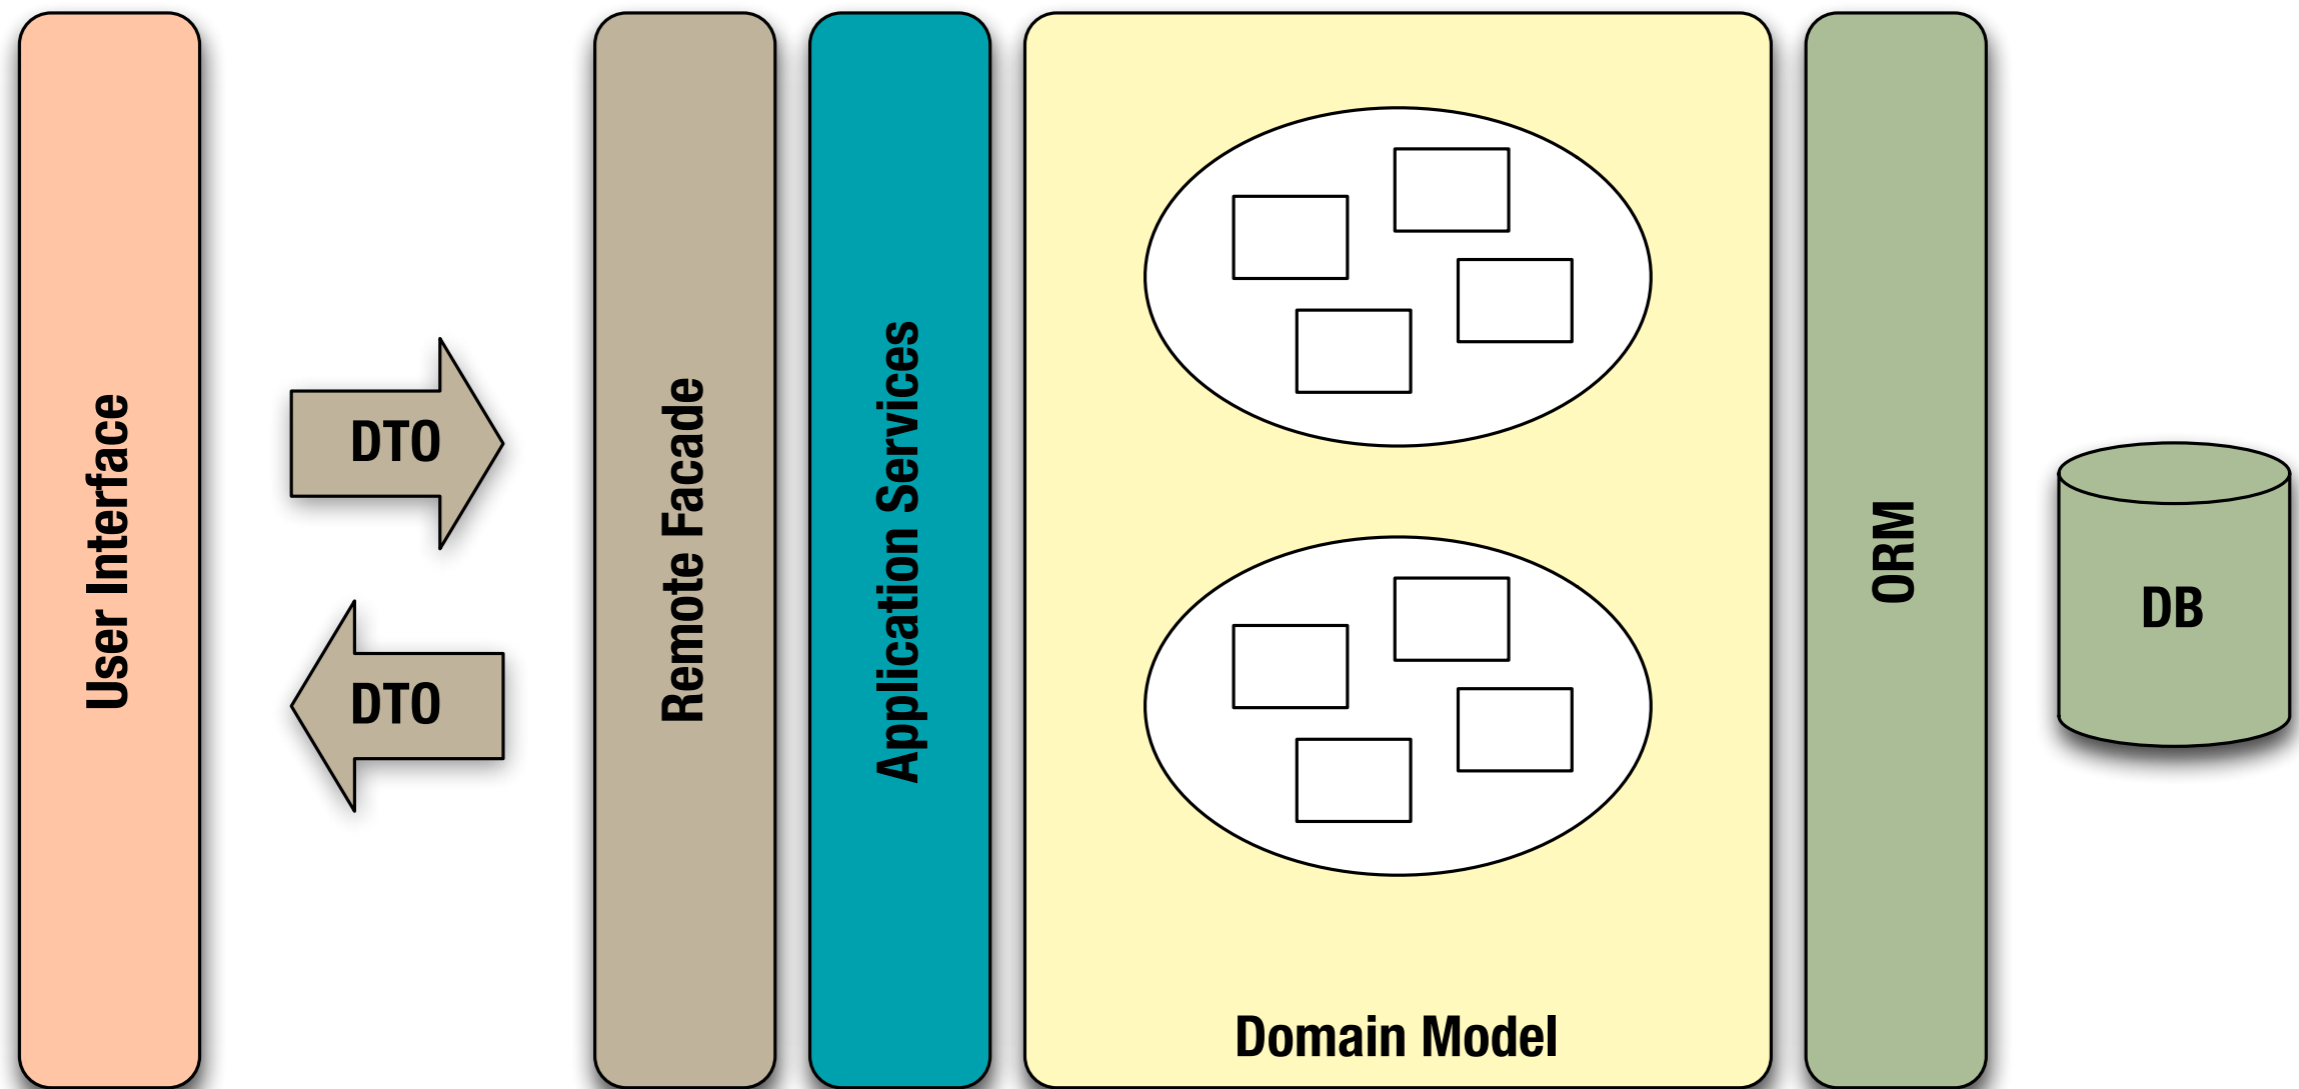 User Interface
DTO
DTO
Remote Facade
Application Services
Domain Model
ORM
DB